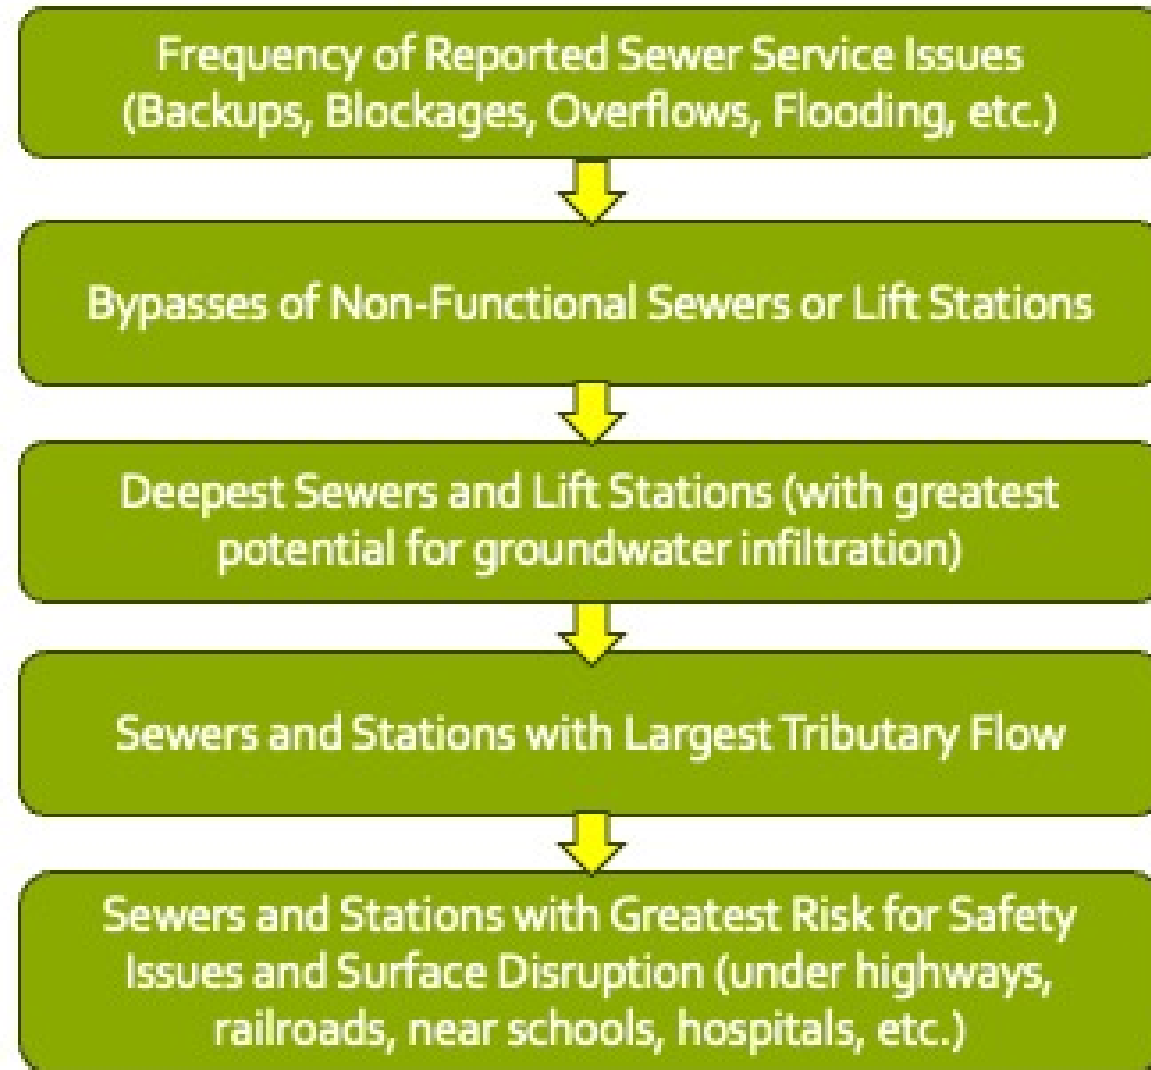 Frequency of Reported Sewer Service Issues
(Backups, Blockages, Overflows, Flooding, etc.)
Bypasses of Non-Functional Sewers or Lift Stations
Deepest Sewers and Lift Stations (with greatest
potential for groundwater infiltration)
Sewers and Stations with Largest Tributary Flow
Sewers and Stations with Greatest Risk for Safety
Issues and Surface Disruption (under highways,
railroads, near schools, hospitals, etc.)